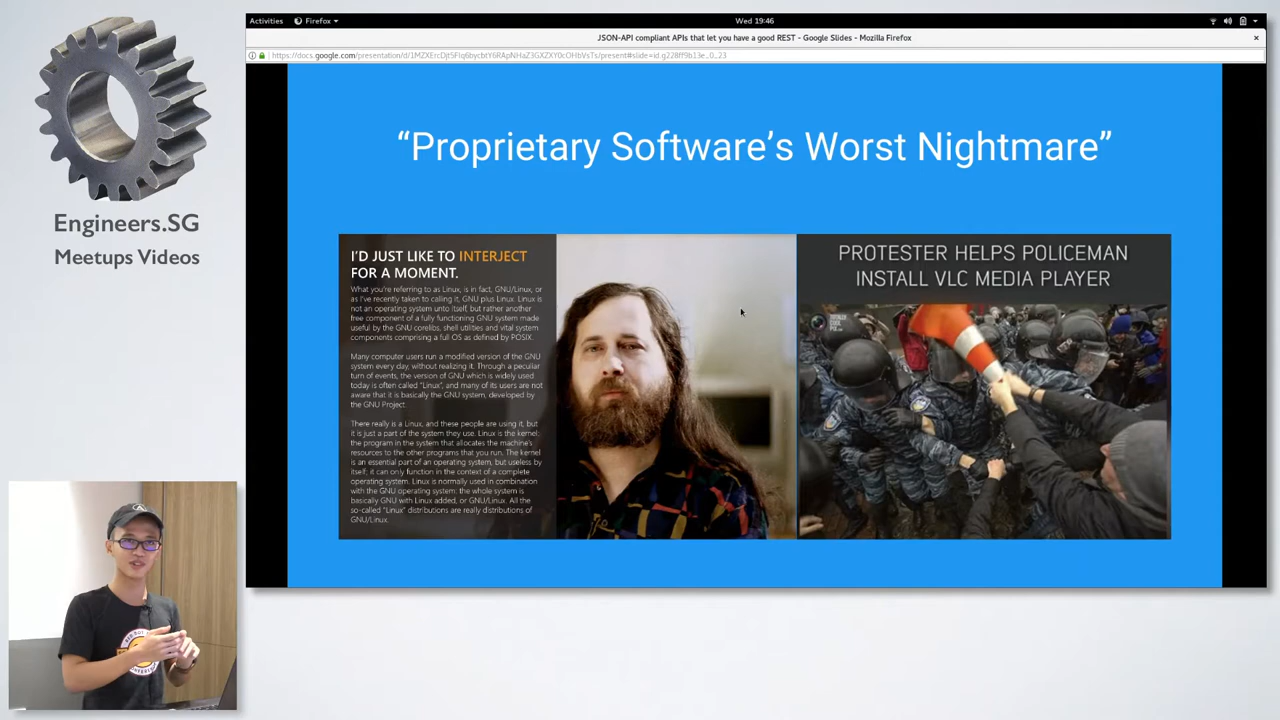 Activities
Firefox
Wed 19:46
JSON-API compliant APIs that let you have a good REST - Google Slides - Mozilla Firefox
“Proprietary Software’s Worst Nightmare”
Engineers.SG
Meetups Videos
I’D JUST LIKE TO INTERJECT
FOR A MOMENT.
What you’re referring to as Linux, is in fact, GNU/Linux, or
as I’ve recently taken to calling it, GNU plus Linux. Linux is
not an operating system unto itself, but rather another
free component of a fully functioning GNU system made
useful by the GNU corelibs, shell utilities and vital system
components comprising a full OS as defined by POSIX.
Many computer users run a modified version of the GNU
system every day, without realizing it. Through a peculiar
turn of events, the version of GNU which is widely used
today is often called “Linux”, and many of its users are not
aware that it is basically the GNU system, developed by
the GNU Project.
There really is a Linux, and these people are using it, but
it is just a part of the system they use. Linux is the kernel:
the program in the system that allocates the machine’s
resources to the other programs that you run. The kernel
is an essential part of an operating system, but useless by
itself; it can only function in the context of a complete
operating system. Linux is normally used in combination
with the GNU operating system: the whole system is
basically GNU with Linux added, or GNU/Linux. All the
so-called “Linux” distributions are really distributions of
GNU/Linux.
PROTESTER HELPS POLICEMAN
INSTALL VLC MEDIA PLAYER